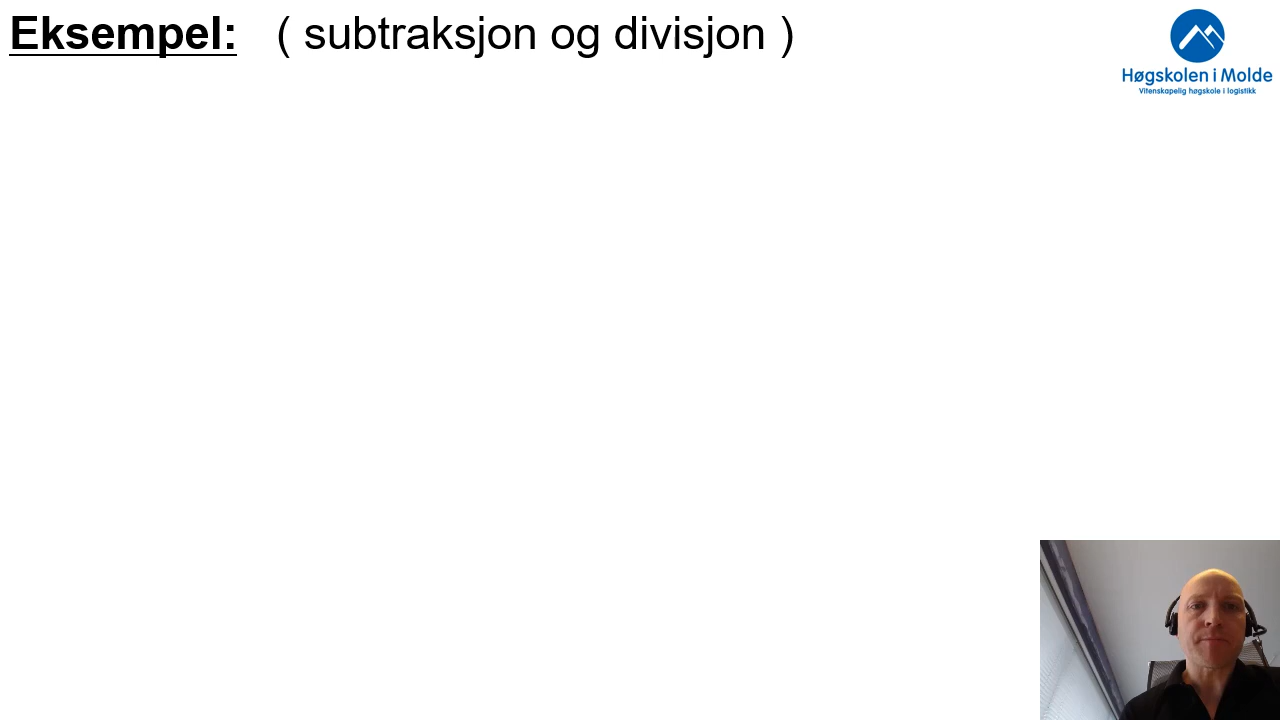 Eksempel: ( subtraksjon og divisjon )
Høgskolen i Molde
Vitenskapelig høgskole i logistikk